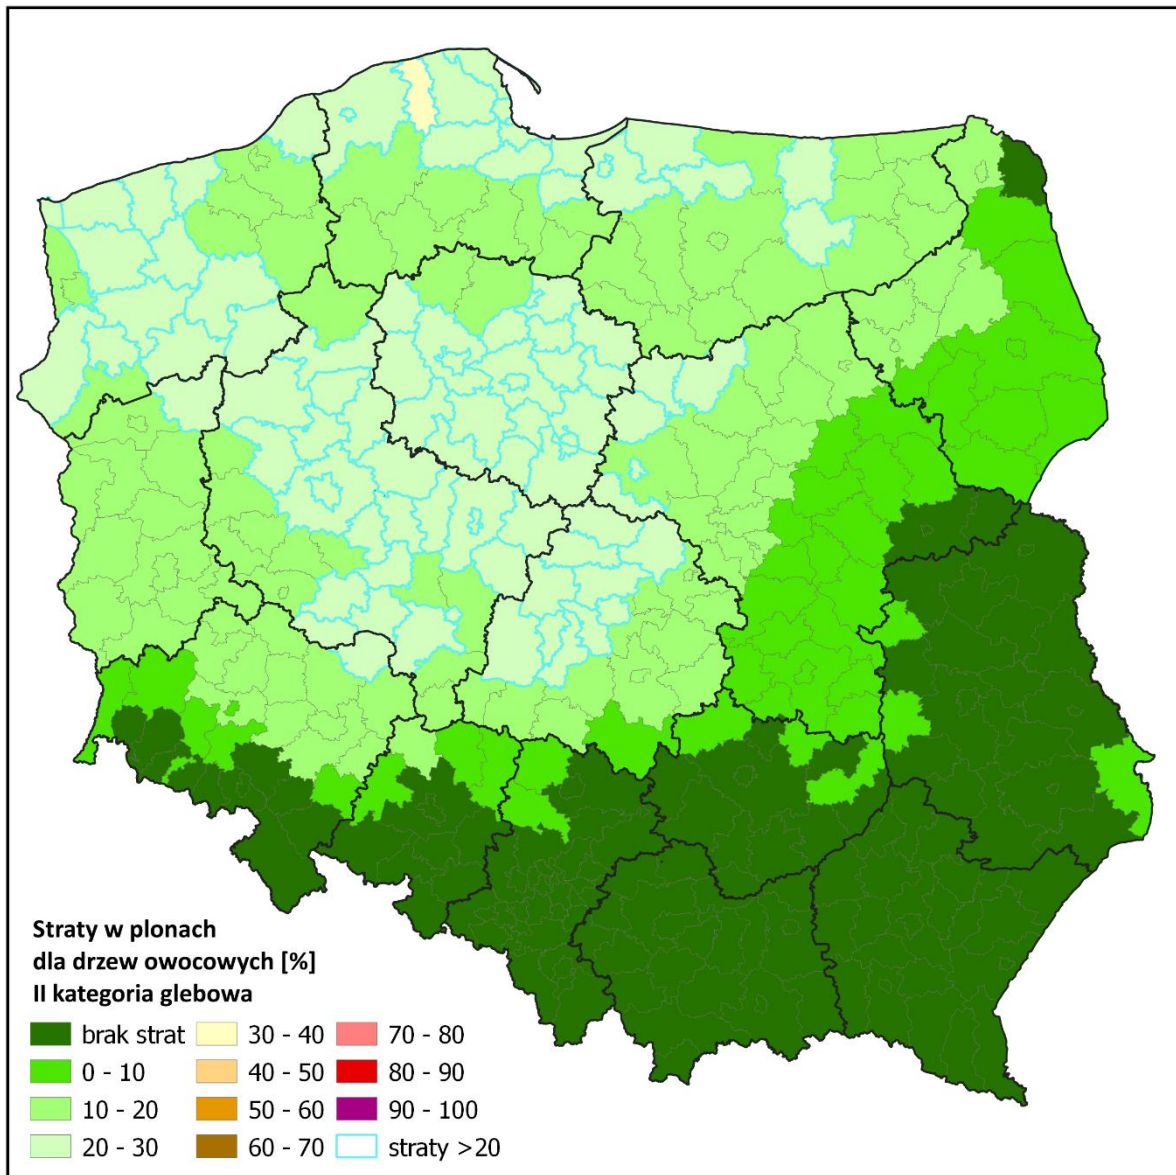 Straty w plonach
dla drzew owocowych [%]
II kategoria glebowa
brak strat
0 - 10
10 - 20
20 - 30
30 - 40
40 - 50
50 - 60
60 - 70
70 - 80
80 - 90
90 - 100
straty >20